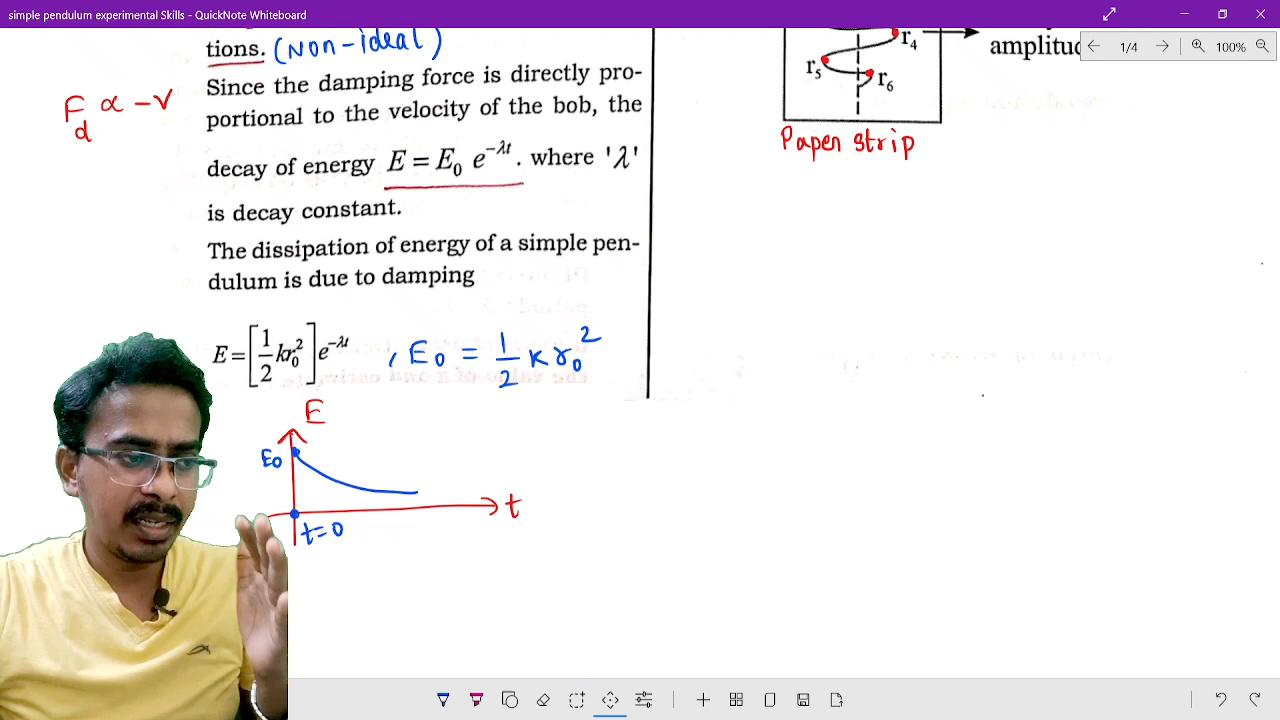 simple pendulum experimental Skills - QuickNote Whiteboard
1/4
100%
tions. (Non-ideal)
Since the damping force is directly pro-
portional to the velocity of the bob, the
decay of energy E = E₀ e^{-λt}. where 'λ'
is decay constant.
The dissipation of energy of a simple pen-
dulum is due to damping
E = [1/2 kr₀²] e^{-λt} , E₀ = 1/2 K r₀²
F_d ∝ -v
E
E₀
t
t=0
r₄
amplitu
r₅
r₆
Paper strip